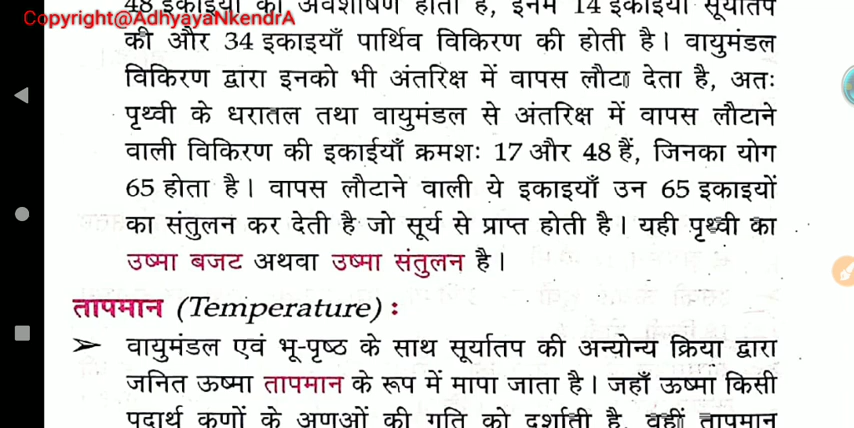 48 इकाइयों का अवशोषण होता है, इनमें 14 इकाइयाँ सूर्यातप
Copyright@AdhyayaNkendrA
की और 34 इकाइयाँ पार्थिव विकिरण की होती है। वायुमंडल
विकिरण द्वारा इनको भी अंतरिक्ष में वापस लौटा देता है, अतः
पृथ्वी के धरातल तथा वायुमंडल से अंतरिक्ष में वापस लौटाने
वाली विकिरण की इकाईयाँ क्रमशः 17 और 48 हैं, जिनका योग
65 होता है। वापस लौटाने वाली ये इकाइयाँ उन 65 इकाइयों
का संतुलन कर देती है जो सूर्य से प्राप्त होती है। यही पृथ्वी का
उष्मा बजट अथवा उष्मा संतुलन है।
तापमान (Temperature) :
➢ वायुमंडल एवं भू-पृष्ठ के साथ सूर्यातप की अन्योन्य क्रिया द्वारा
जनित ऊष्मा तापमान के रूप में मापा जाता है। जहाँ ऊष्मा किसी
पदार्थ कणों के अणुओं की गति को दर्शाती है, वहीं तापमान